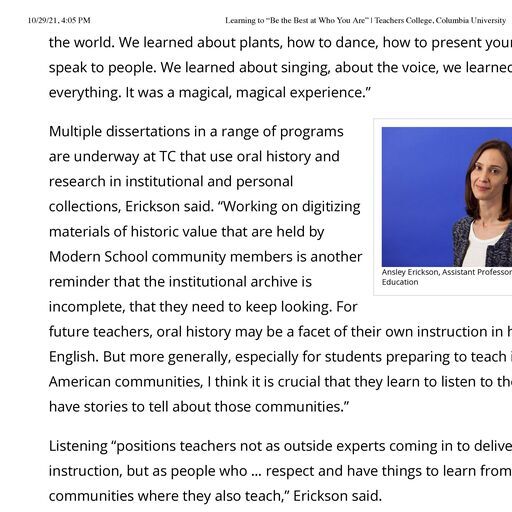 10/29/21, 4:05 PM Learning to “Be the Best at Who You Are” | Teachers College, Columbia University
the world. We learned about plants, how to dance, how to present your
speak to people. We learned about singing, about the voice, we learned
everything. It was a magical, magical experience.”
Multiple dissertations in a range of programs
are underway at TC that use oral history and
research in institutional and personal
collections, Erickson said. “Working on digitizing
materials of historic value that are held by
Modern School community members is another
reminder that the institutional archive is
incomplete, that they need to keep looking. For
Ansley Erickson, Assistant Professor
Education
future teachers, oral history may be a facet of their own instruction in h
English. But more generally, especially for students preparing to teach i
American communities, I think it is crucial that they learn to listen to th
have stories to tell about those communities.”
Listening “positions teachers not as outside experts coming in to delive
instruction, but as people who ... respect and have things to learn from
communities where they also teach,” Erickson said.